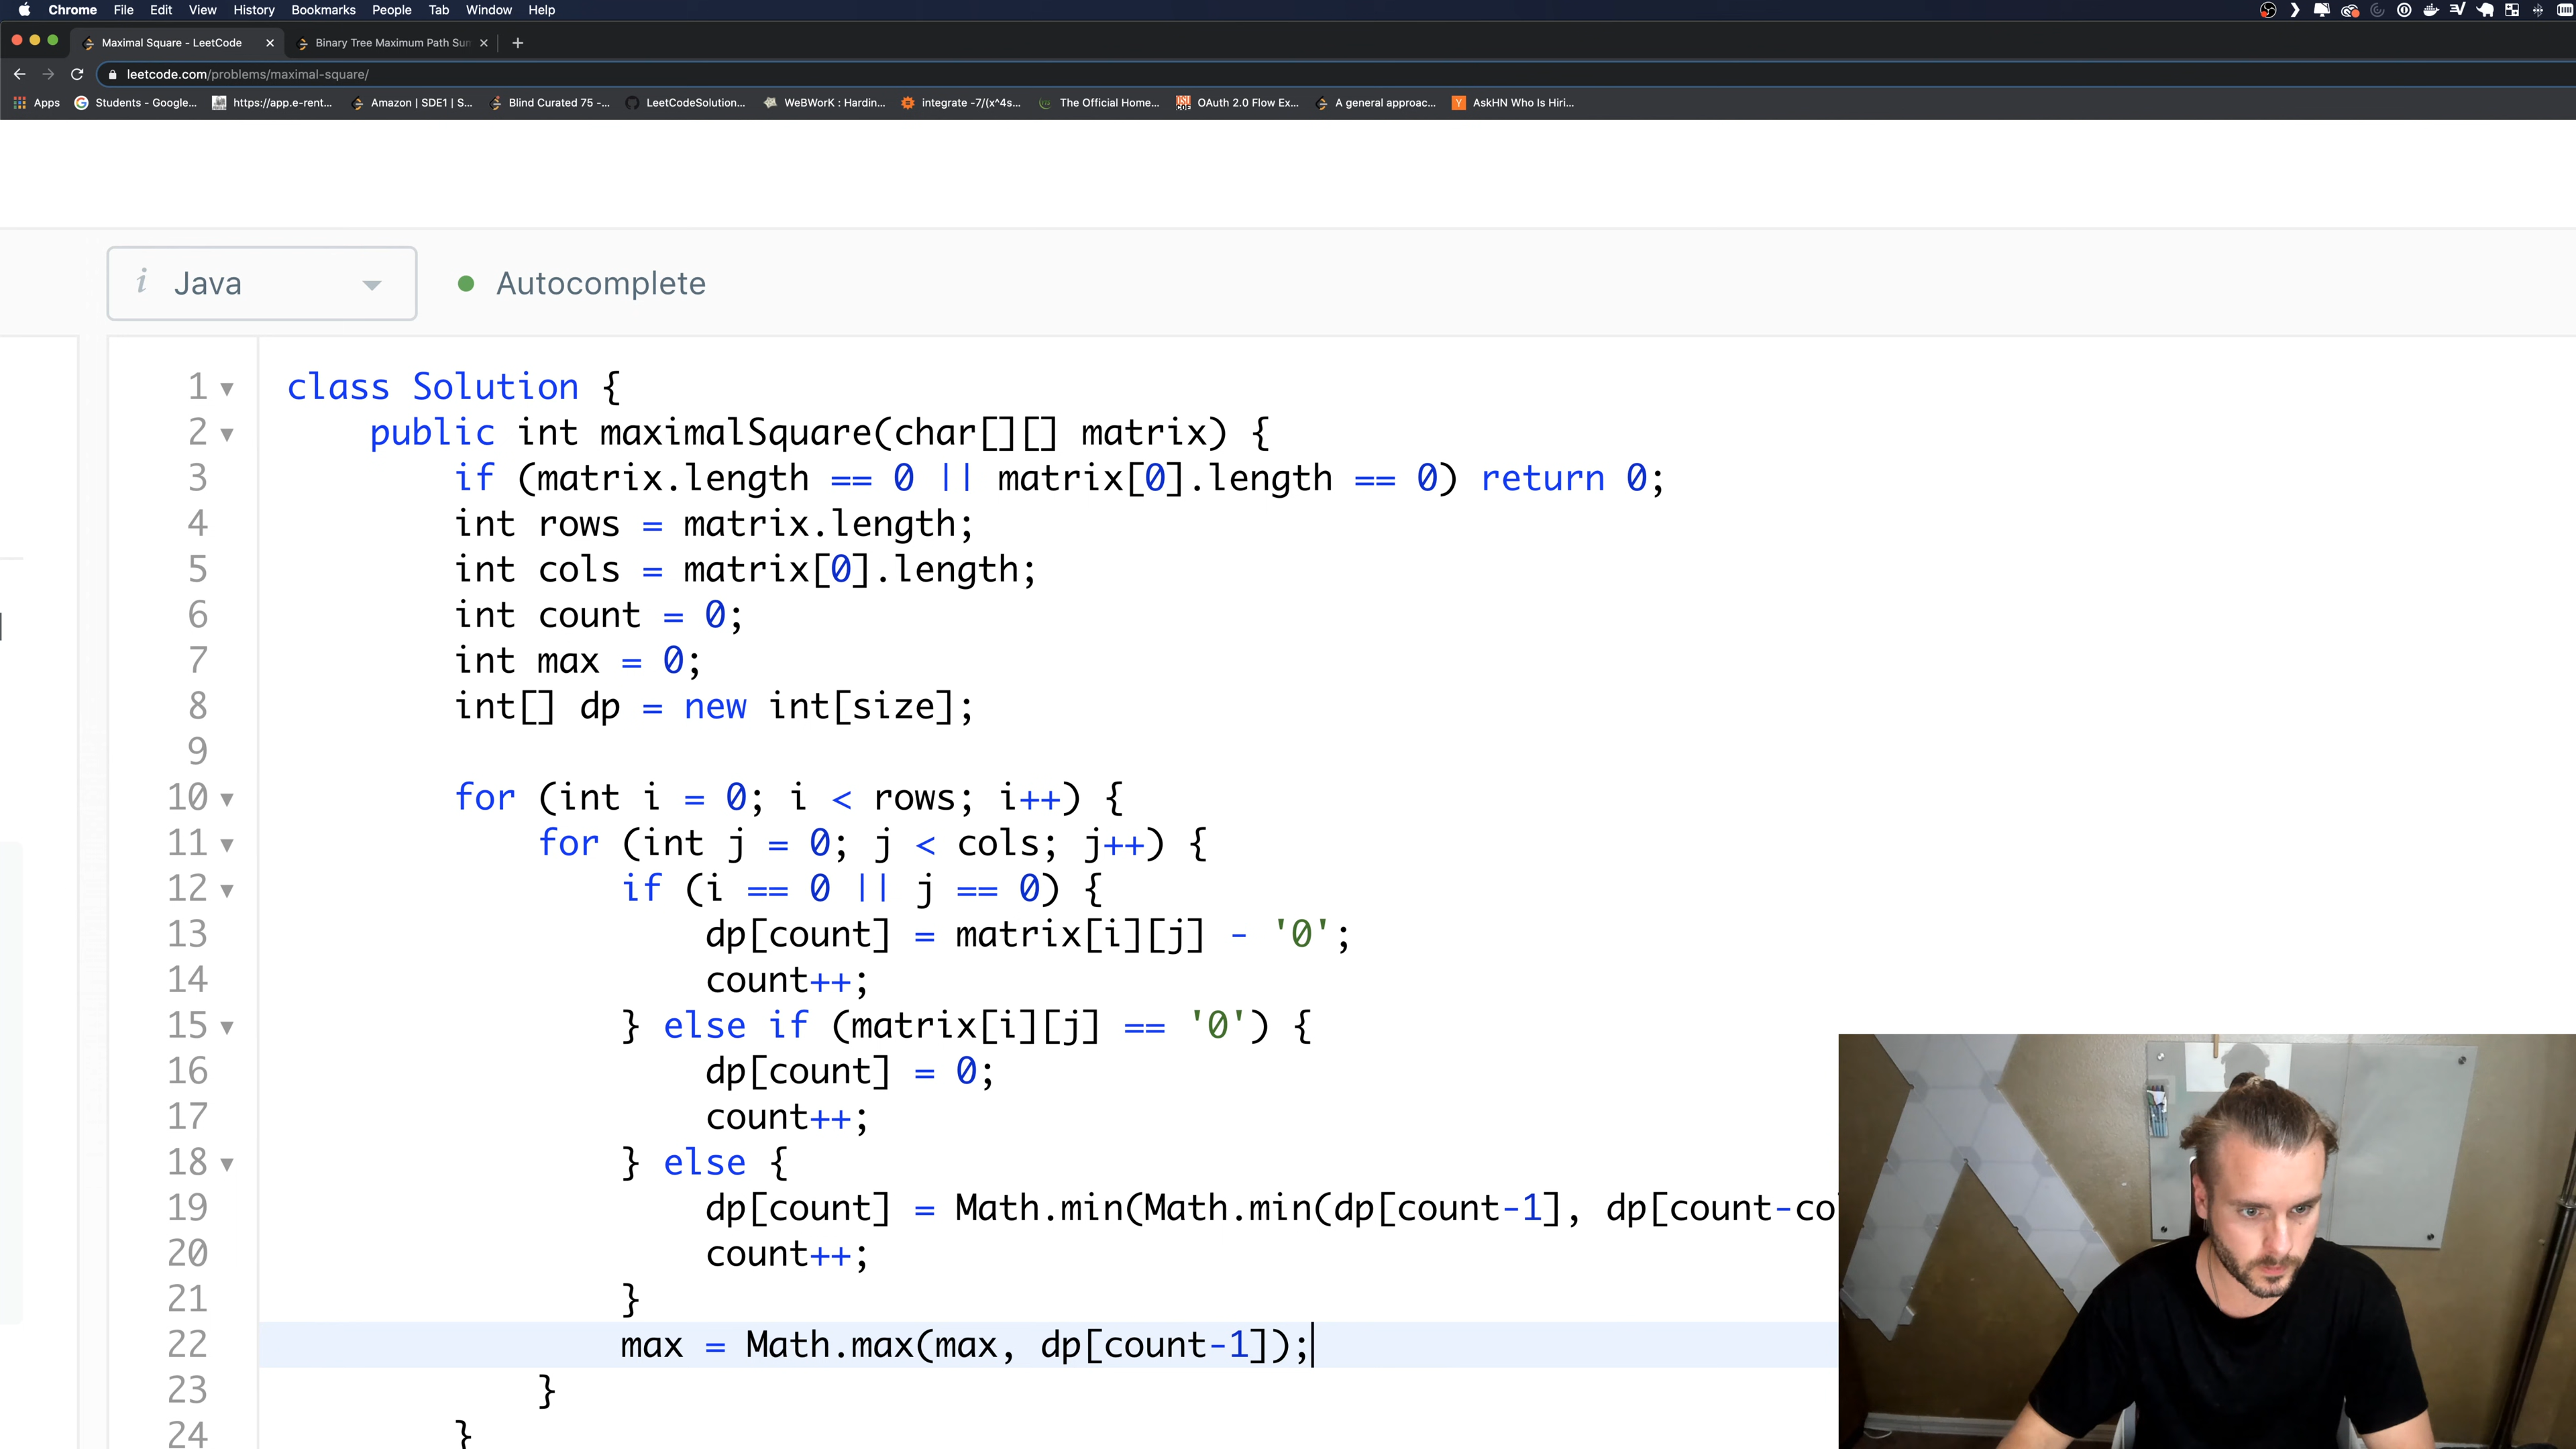 Chrome File Edit View History Bookmarks People Tab Window Help
Maximal Square - LeetCode Binary Tree Maximum Path Sum
leetcode.com/problems/maximal-square/
Apps Students - Google... https://app.e-rent... Amazon | SDE1 | S... Blind Curated 75 -... LeetCodeSolution... WeBWorK : Hardin... integrate -7/(x^4s... The Official Home... OAuth 2.0 Flow Ex... A general approac... AskHN Who Is Hiri...
i Java Autocomplete
1 class Solution {
2 public int maximalSquare(char[][] matrix) {
3 if (matrix.length == 0 || matrix[0].length == 0) return 0;
4 int rows = matrix.length;
5 int cols = matrix[0].length;
6 int count = 0;
7 int max = 0;
8 int[] dp = new int[size];
9
10 for (int i = 0; i < rows; i++) {
11 for (int j = 0; j < cols; j++) {
12 if (i == 0 || j == 0) {
13 dp[count] = matrix[i][j] - '0';
14 count++;
15 } else if (matrix[i][j] == '0') {
16 dp[count] = 0;
17 count++;
18 } else {
19 dp[count] = Math.min(Math.min(dp[count-1], dp[count-co
20 count++;
21 }
22 max = Math.max(max, dp[count-1]);
23 }
24 }